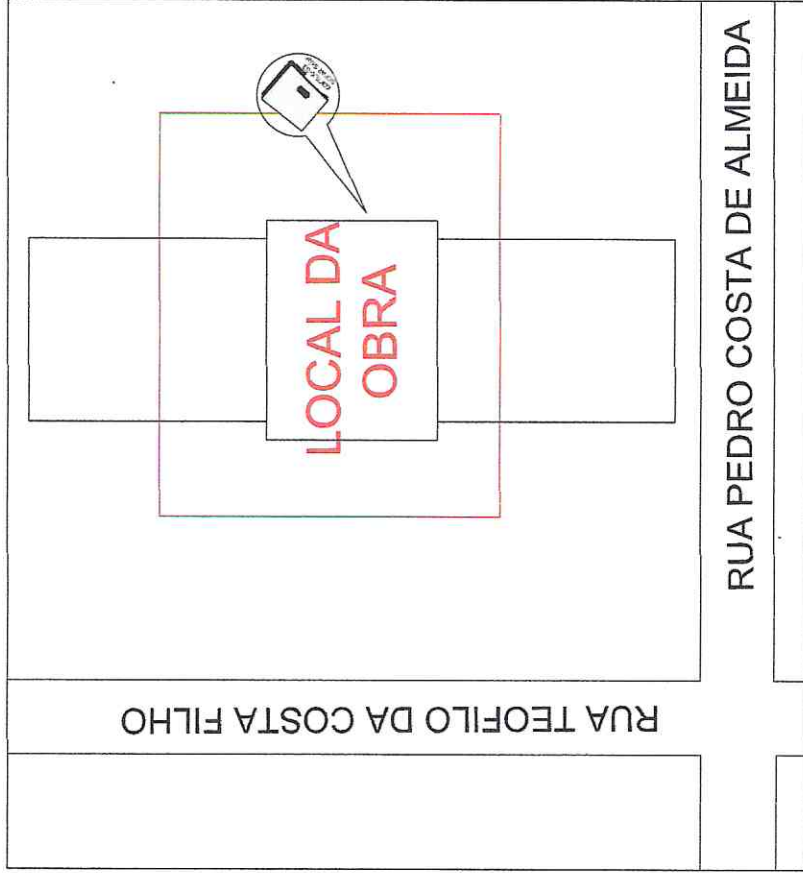 LOCAL DA
OBRA
RUA PEDRO COSTA DE ALMEIDA
RUA TEOFILO DA COSTA FILHO